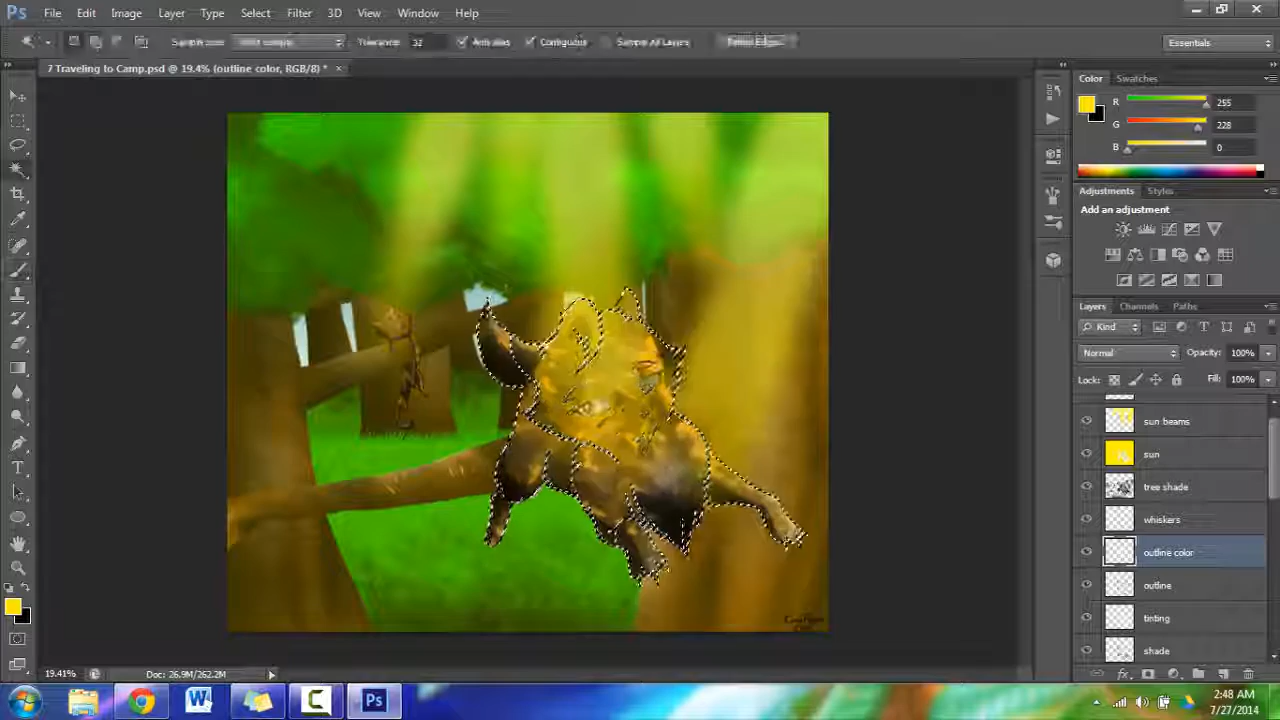 Ps File Edit Image Layer Type Select Filter 3D View Window Help
Tolerance: 32 Contiguous Sample All Layers Essentials
7 Traveling to Camp.psd @ 19.4% (outline color, RGB/8) * ×
Color Swatches
R 255
G 228
B 0
Adjustments Styles
Add an adjustment
Layers Channels Paths
Kind
Normal Opacity: 100%
Lock: Fill: 100%
sun beams
sun
tree shade
whiskers
outline color
outline
tinting
shade
19.41% Doc: 26.9M/262.2M
2:48 AM
7/27/2014